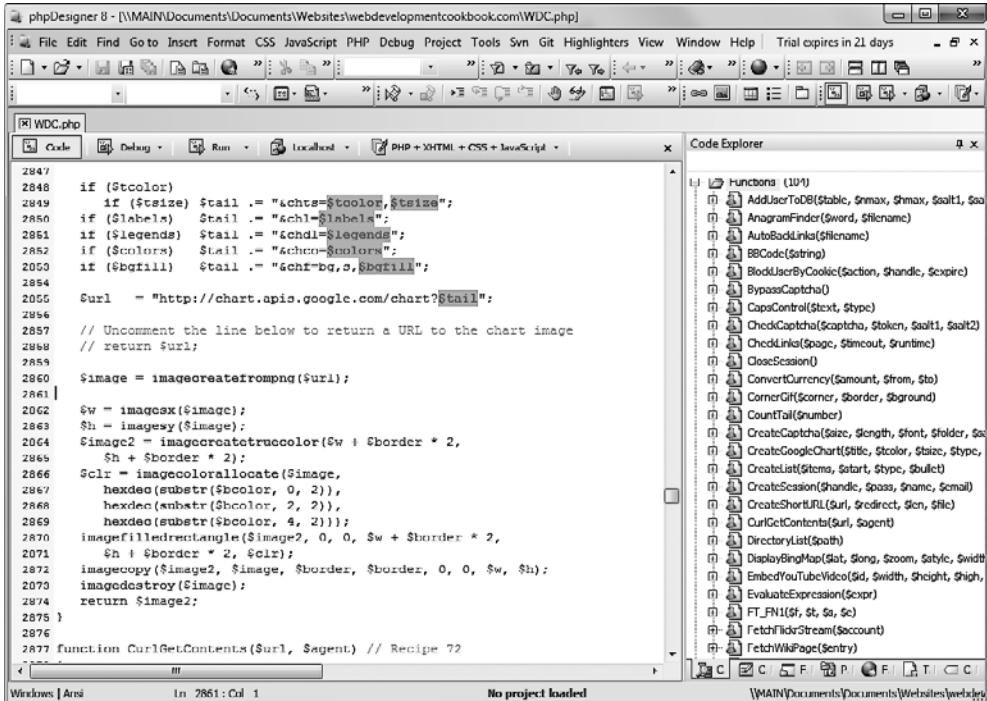 phpDesigner 8 - [\\MAIN\Documents\Documents\Websites\webdevelopmentcookbook.com\WDC.php]
File Edit Find Goto Insert Format CSS JavaScript PHP Debug Project Tools Svn Git Highlighters View Window Help Trial expires in 21 days
WDC.php
Code Debug Run Localhost PHP + XHTML + CSS + JavaScript
2847
2848 if ($tcolor)
2849 if ($tsize) $tail .= "&chts=$tcolor,$tsize";
2850 if ($labels) $tail .= "&chl=$labels";
2851 if ($legends) $tail .= "&chdl=$legends";
2852 if ($colors) $tail .= "&chco=$colors";
2853 if ($bgfill) $tail .= "&chf=bg,s,$bgfill";
2854
2855 $url = "http://chart.apis.google.com/chart?$tail";
2856
2857 // Uncomment the line below to return a URL to the chart image
2858 // return $url;
2859
2860 $image = imagecreatefrompng($url);
2861
2862 $w = imagesx($image);
2863 $h = imagesy($image);
2864 $image2 = imagecreatetruecolor($w + $border * 2,
2865 $h + $border * 2);
2866 $clr = imagecolorallocate($image,
2867 hexdec(substr($bcolor, 0, 2)),
2868 hexdec(substr($bcolor, 2, 2)),
2869 hexdec(substr($bcolor, 4, 2)));
2870 imagefilledrectangle($image2, 0, 0, $w + $border * 2,
2871 $h + $border * 2, $clr);
2872 imagecopy($image2, $image, $border, $border, 0, 0, $w, $h);
2873 imagedestroy($image);
2874 return $image2;
2875 }
2876
2877 function CurlGetContents($url, $agent) // Recipe 72
Code Explorer
Functions (104)
AddUserToDB($table, $nmax, $hmax, $salt1, $sa
AnagramFinder($word, $filename)
AutoBackLinks($filename)
BBCode($string)
BlockUserByCookie($action, $handle, $expire)
BypassCaptcha()
CapsControl($text, $type)
CheckCaptcha($captcha, $token, $salt1, $salt2)
CheckLinks($page, $timeout, $runtime)
CloseSession()
ConvertCurrency($amount, $from, $to)
CornerGif($corner, $border, $bground)
CountTail($number)
CreateCaptcha($size, $length, $font, $folder, $sa
CreateGoogleChart($title, $tcolor, $tsize, $type,
CreateList($items, $start, $type, $bullet)
CreateSession($handle, $pass, $name, $email)
CreateShortURL($url, $redirect, $len, $file)
CurlGetContents($url, $agent)
DirectoryList($path)
DisplayBingMap($lat, $long, $zoom, $style, $widt
EmbedYouTubeVideo($id, $width, $height, $high,
EvaluateExpression($expr)
FT_FN1($f, $t, $s, $e)
FetchFlickrStream($account)
FetchWikiPage($entry)
C C F P F T C
Windows | Ansi Ln 2861 : Col 1 No project loaded \\MAIN\Documents\Documents\Websites\webdev